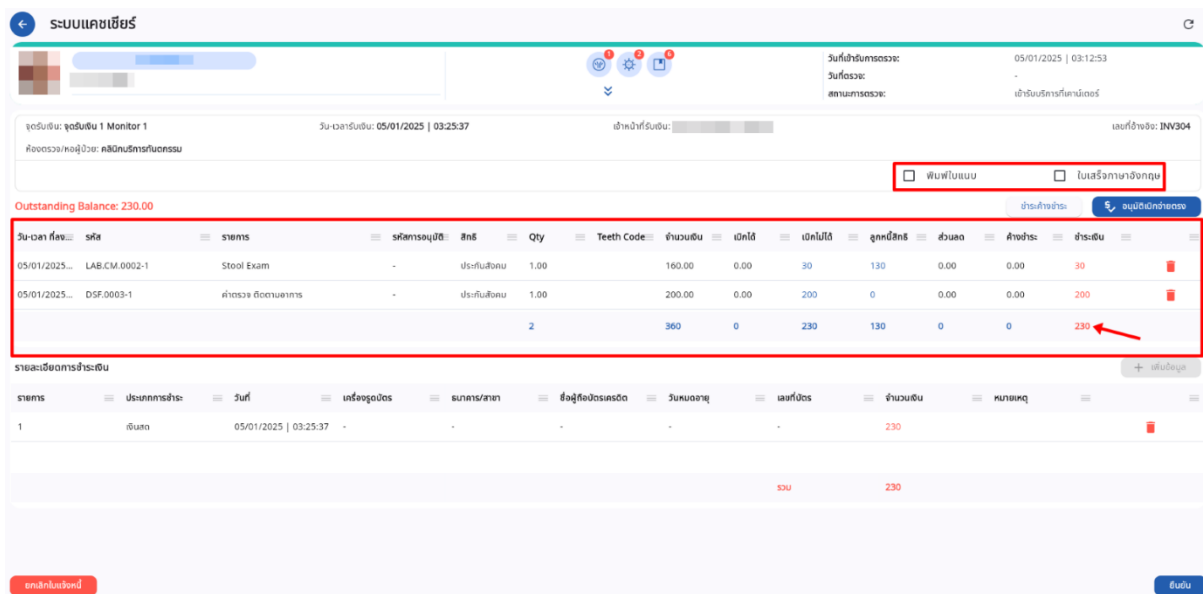 ระบบแคชเชียร์
1 2 6
วันที่เข้ารับการตรวจ: 05/01/2025 | 03:12:53
วันที่ตรวจ: -
สถานะการตรวจ: เข้ารับบริการที่เคาน์เตอร์
จุดรับเงิน: จุดรับเงิน 1 Monitor 1 วัน-เวลารับเงิน: 05/01/2025 | 03:25:37 เจ้าหน้าที่รับเงิน: เลขที่อ้างอิง: INV304
ห้องตรวจ/หอผู้ป่วย: คลินิกบริการทันตกรรม
พิมพ์ใบแนบ ใบเสร็จภาษาอังกฤษ
Outstanding Balance: 230.00 ชำระค้างชำระ อนุมัติเบิกจ่ายตรง
วัน-เวลา ที่ลง... รหัส รายการ รหัสการอนุมัติ สิทธิ Qty Teeth Code จำนวนเงิน เบิกได้ เบิกไม่ได้ ลูกหนี้สิทธิ ส่วนลด ค้างชำระ ชำระเงิน
05/01/2025... LAB.CM.0002-1 Stool Exam - ประกันสังคม 1.00 160.00 0.00 30 130 0.00 0.00 30
05/01/2025... DSF.0003-1 ค่าตรวจ ติดตามอาการ - ประกันสังคม 1.00 200.00 0.00 200 0 0.00 0.00 200
2 360 0 230 130 0 0 230
รายละเอียดการชำระเงิน + เพิ่มข้อมูล
รายการ ประเภทการชำระ วันที่ เครื่องรูดบัตร ธนาคาร/สาขา ชื่อผู้ถือบัตรเครดิต วันหมดอายุ เลขที่บัตร จำนวนเงิน หมายเหตุ
1 เงินสด 05/01/2025 | 03:25:37 - - - - - 230
รวม 230
ยกเลิกใบแจ้งหนี้ ยืนยัน